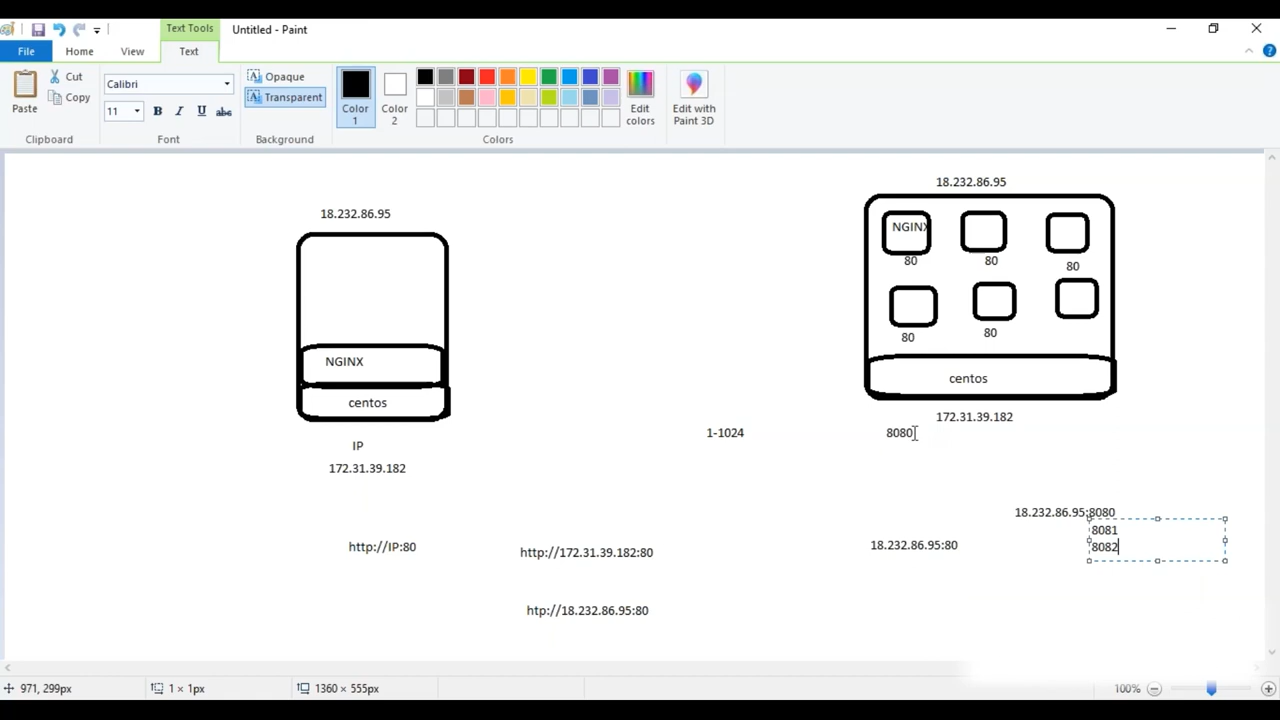 Text Tools
Untitled - Paint
File
Home
View
Text
Paste
Cut
Copy
Clipboard
Calibri
11
B I U abc
Font
Opaque
Transparent
Background
Color 1
Color 2
Edit colors
Colors
Edit with Paint 3D
18.232.86.95
NGINX
centos
IP
172.31.39.182
http://IP:80
http://172.31.39.182:80
htp://18.232.86.95:80
18.232.86.95
NGINX
80
80
80
80
80
centos
172.31.39.182
1-1024
8080
18.232.86.95:8080
8081
8082
18.232.86.95:80
971, 299px
1 × 1px
1360 × 555px
100%